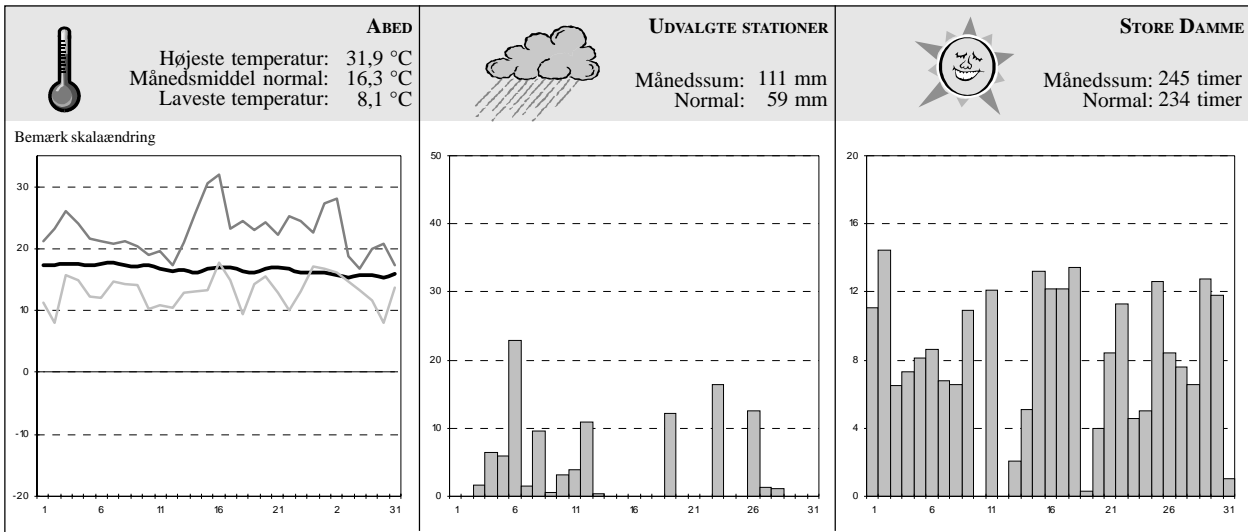 ABED
Højeste temperatur: 31,9 °C
Månedsmiddel normal: 16,3 °C
Laveste temperatur: 8,1 °C
Bemærk skalaændring
30
20
10
0
-10
-20
1 6 11 16 21 2 31
UDVALGTE STATIONER
Månedssum: 111 mm
Normal: 59 mm
50
40
30
20
10
0
1 6 11 16 21 26 31
STORE DAMME
Månedssum: 245 timer
Normal: 234 timer
20
16
12
8
4
0
1 6 11 16 21 26 31